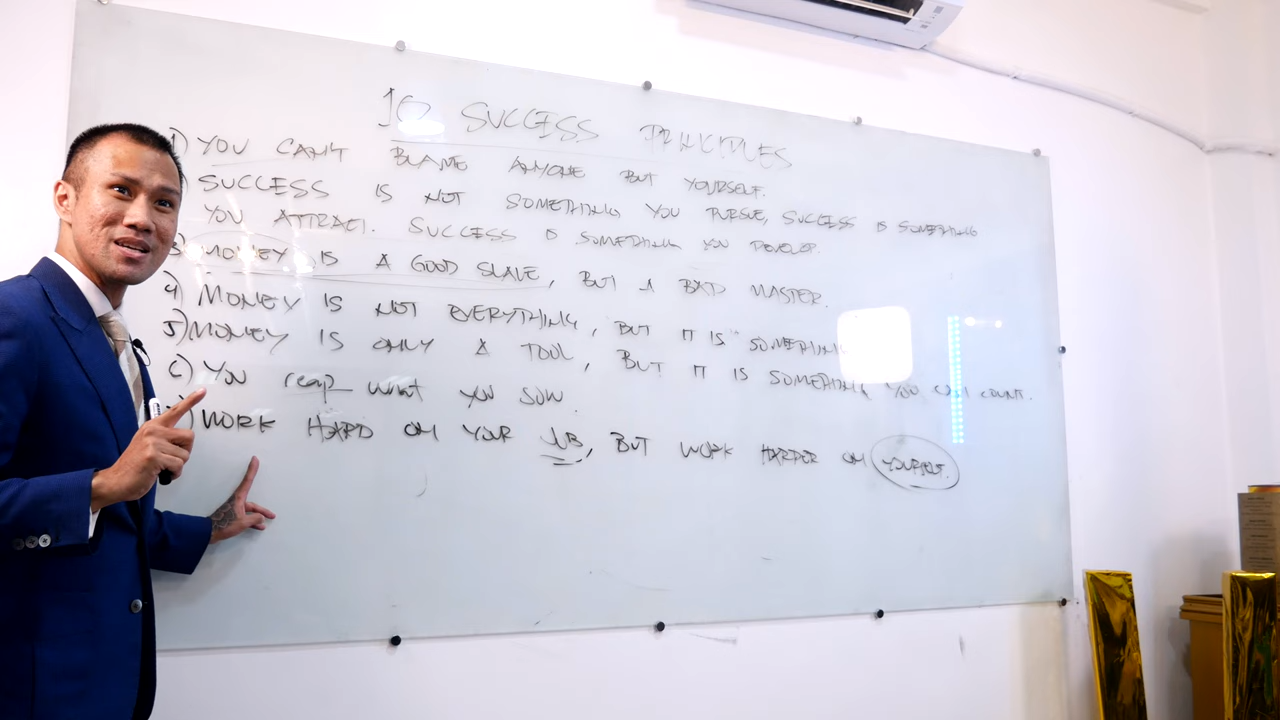 10 SUCCESS PRINCIPLES
1) YOU CAN'T BLAME ANYONE BUT YOURSELF.
SUCCESS IS NOT SOMETHING YOU PURSUE, SUCCESS IS SOMETHING
YOU ATTRACT. SUCCESS IS SOMETHING YOU DEVELOP.
3) MONEY IS A GOOD SLAVE, BUT A BAD MASTER.
4) MONEY IS NOT EVERYTHING, BUT IT IS SOMETHING
5) MONEY IS ONLY A TOOL, BUT IT IS SOMETHING YOU CAN COUNT.
6) YOU reap what YOU SOW.
) WORK HARD ON YOUR JOB, BUT WORK HARDER ON YOURSELF.